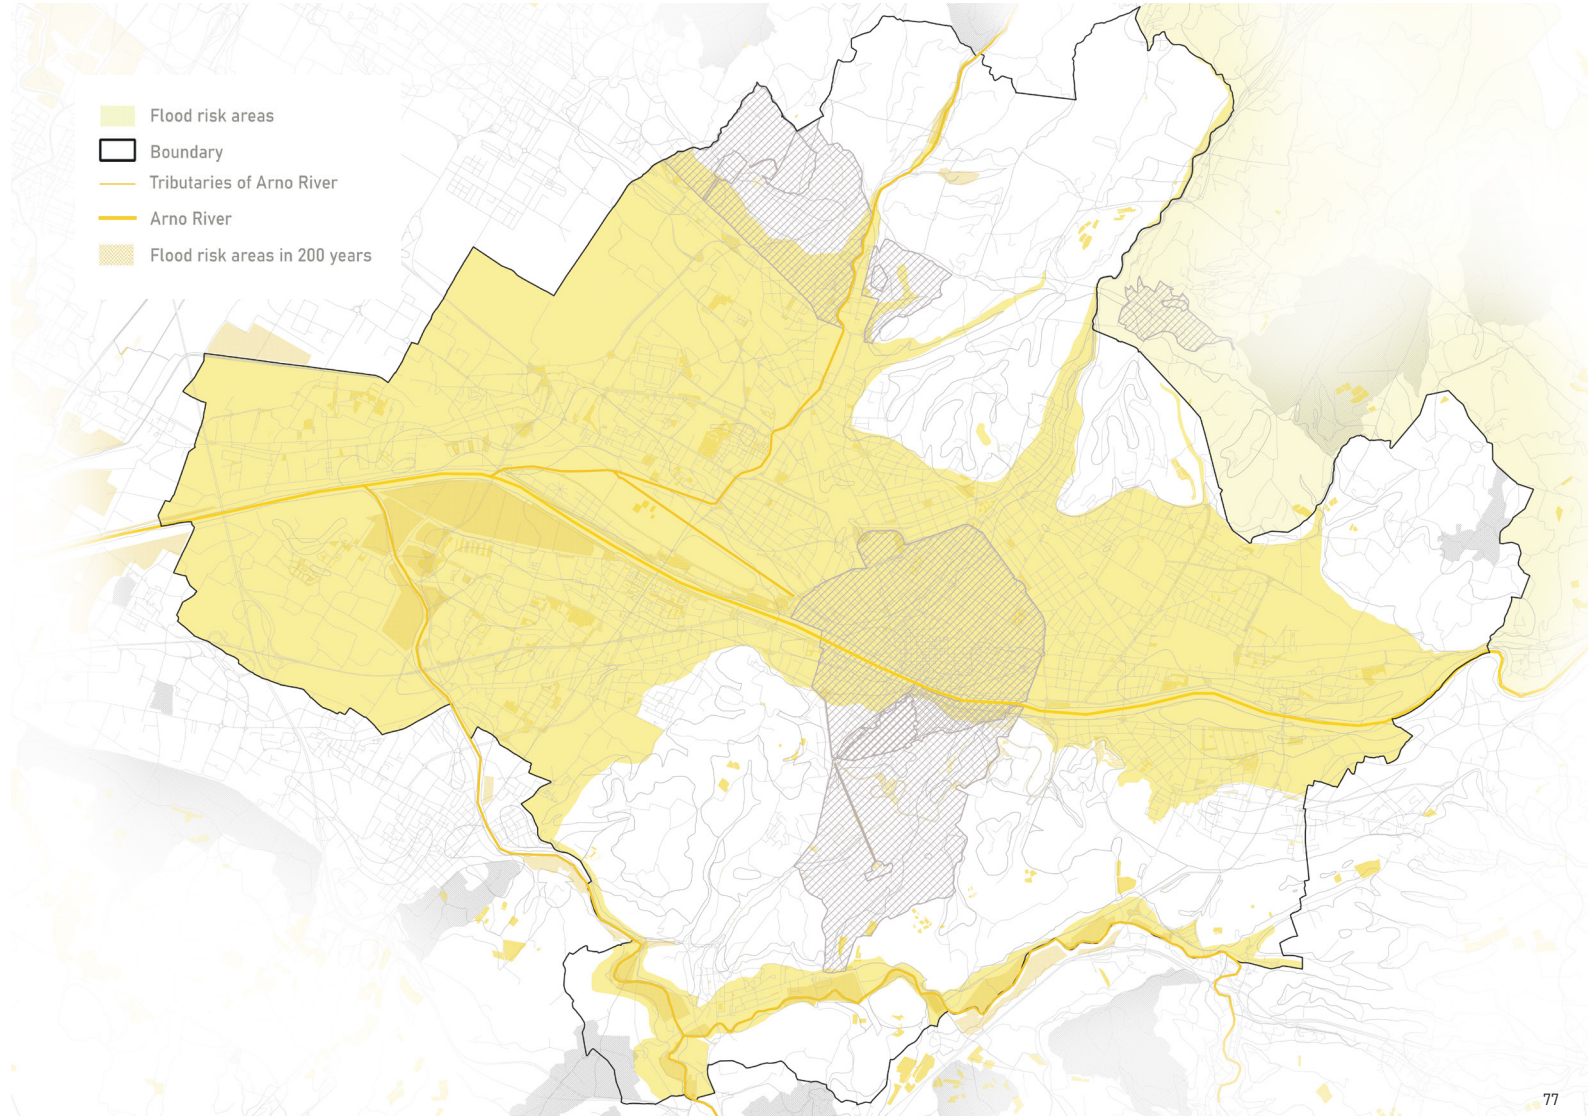 Flood risk areas
Boundary
Tributaries of Arno River
Arno River
Flood risk areas in 200 years
77